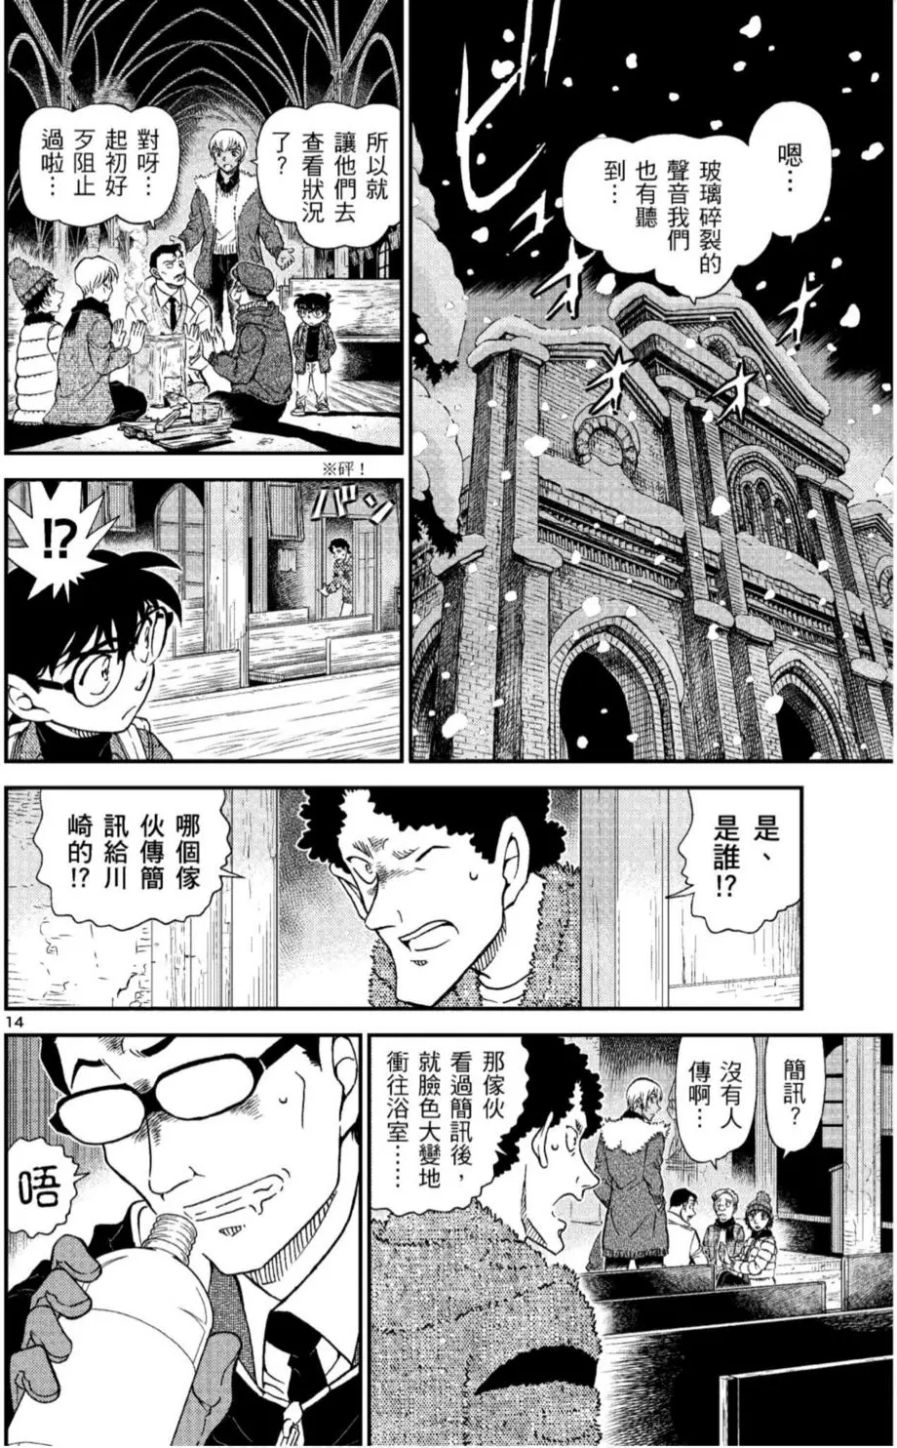 嗯…
玻璃碎裂的
聲音我們
也有聽
到…
ビュオオオオ
所以就
讓他們去
查看狀況
了?
對呀…
起初好
歹阻止
過啦…
※砰!
バン
!?
是、
是誰!?
哪個傢
伙傳簡
訊給川
崎的!?
14
簡訊?
沒有人
傳啊…
那傢伙
看過簡訊後,
就臉色大變地
衝往浴室……
唔